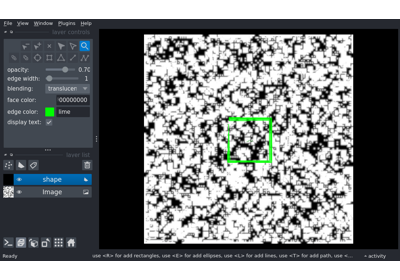 File View Window Plugins Help
layer controls
opacity: 0.70
edge width: 1
blending: translucen
face color: 00000000
edge color: lime
display text:
layer list
shape
Image
Ready use <R> for add rectangles, use <E> for add ellipses, use <L> for add lines, use <T> for add path, use <... activity